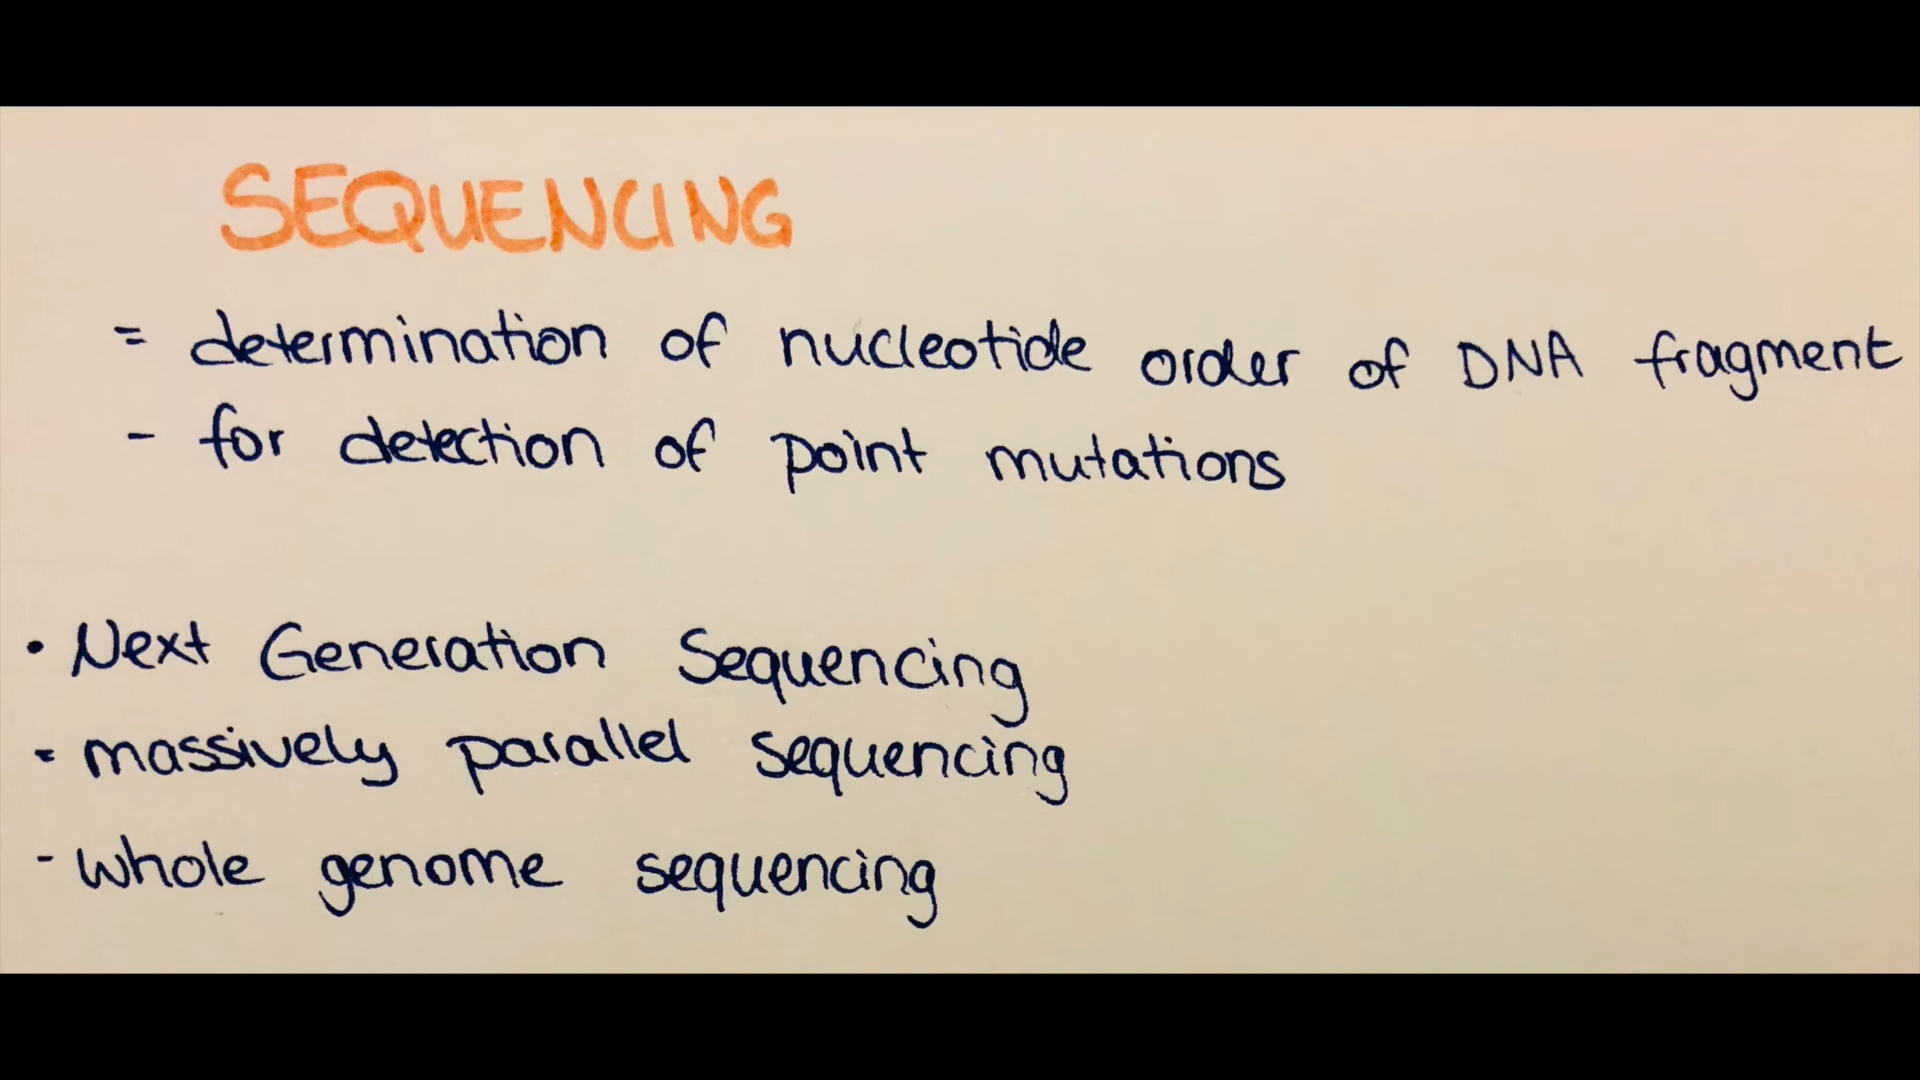 SEQUENCING
= determination of nucleotide order of DNA fragment
- for detection of point mutations
• Next Generation Sequencing
= massively parallel sequencing
- whole genome sequencing